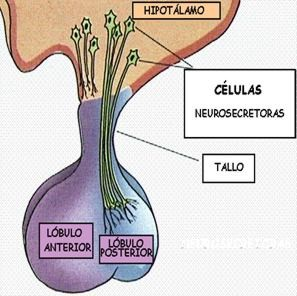 HIPOTÁLAMO
CÉLULAS
NEUROSECRETORAS
TALLO
LÓBULO
ANTERIOR
LÓBULO
POSTERIOR